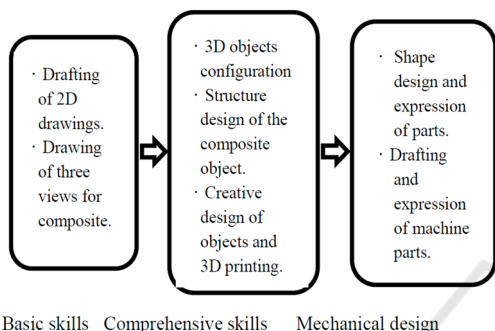 · Drafting
of 2D
drawings.
· Drawing
of three
views for
composite.
· 3D objects
configuration
· Structure
design of the
composite
object.
· Creative
design of
objects and
3D printing.
· Shape
design and
expression
of parts.
· Drafting
and
expression
of machine
parts.
Basic skills Comprehensive skills Mechanical design